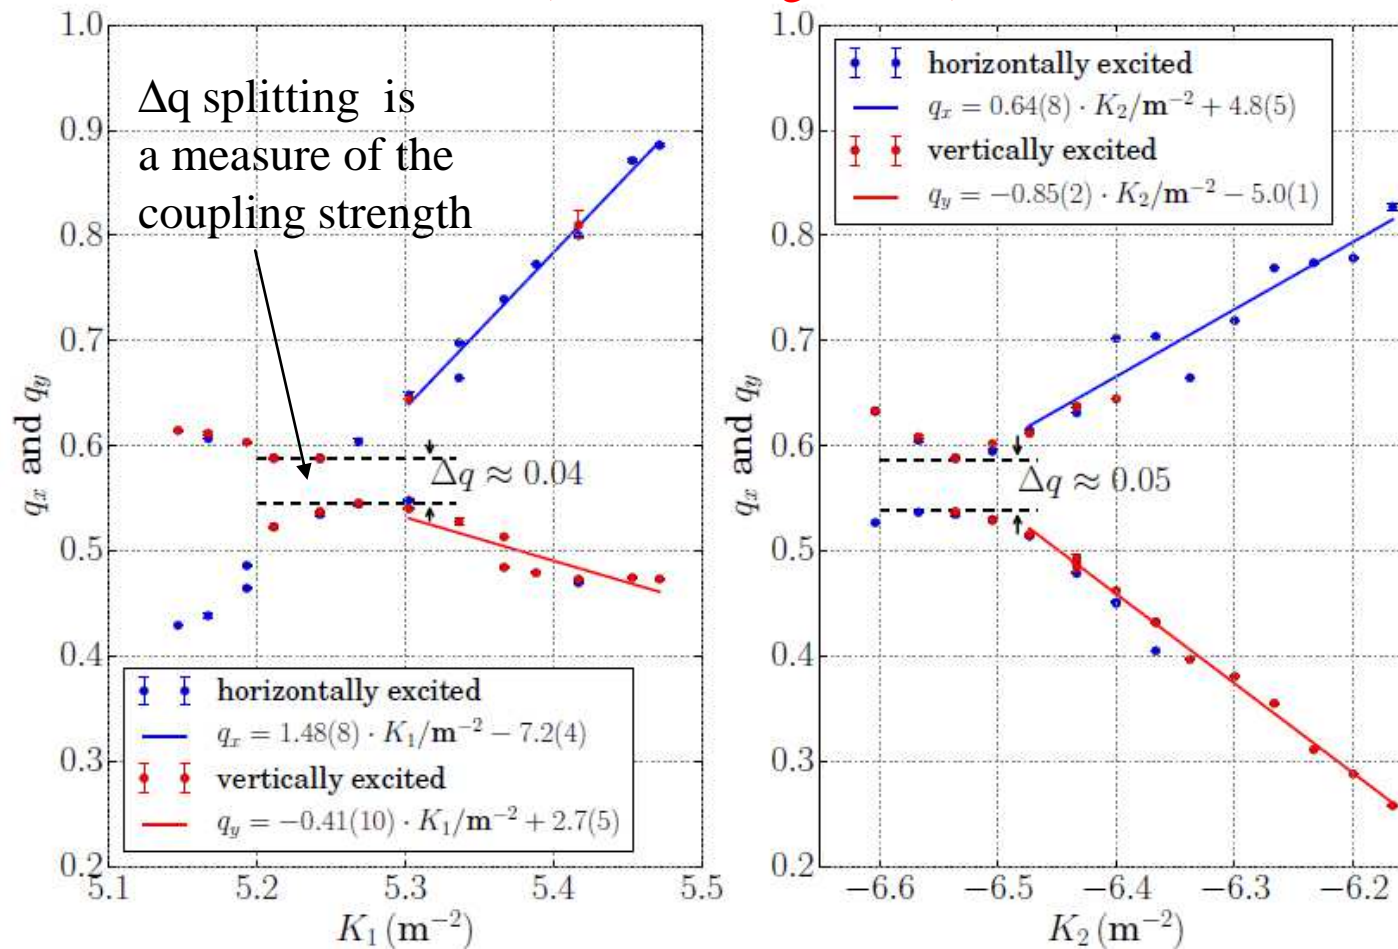 1.0
0.9
0.8
0.7
0.6
0.5
0.4
0.3
0.2
q_x and q_y
Δq splitting is
a measure of the
coupling strength
Δq ≈ 0.04
horizontally excited
q_x = 1.48(8) · K_1/m^{-2} − 7.2(4)
vertically excited
q_y = −0.41(10) · K_1/m^{-2} + 2.7(5)
5.1 5.2 5.3 5.4 5.5
K_1 (m^{-2})
1.0
0.9
0.8
0.7
0.6
0.5
0.4
0.3
0.2
q_x and q_y
horizontally excited
q_x = 0.64(8) · K_2/m^{-2} + 4.8(5)
vertically excited
q_y = −0.85(2) · K_2/m^{-2} − 5.0(1)
Δq ≈ 0.05
−6.6 −6.5 −6.4 −6.3 −6.2
K_2 (m^{-2})